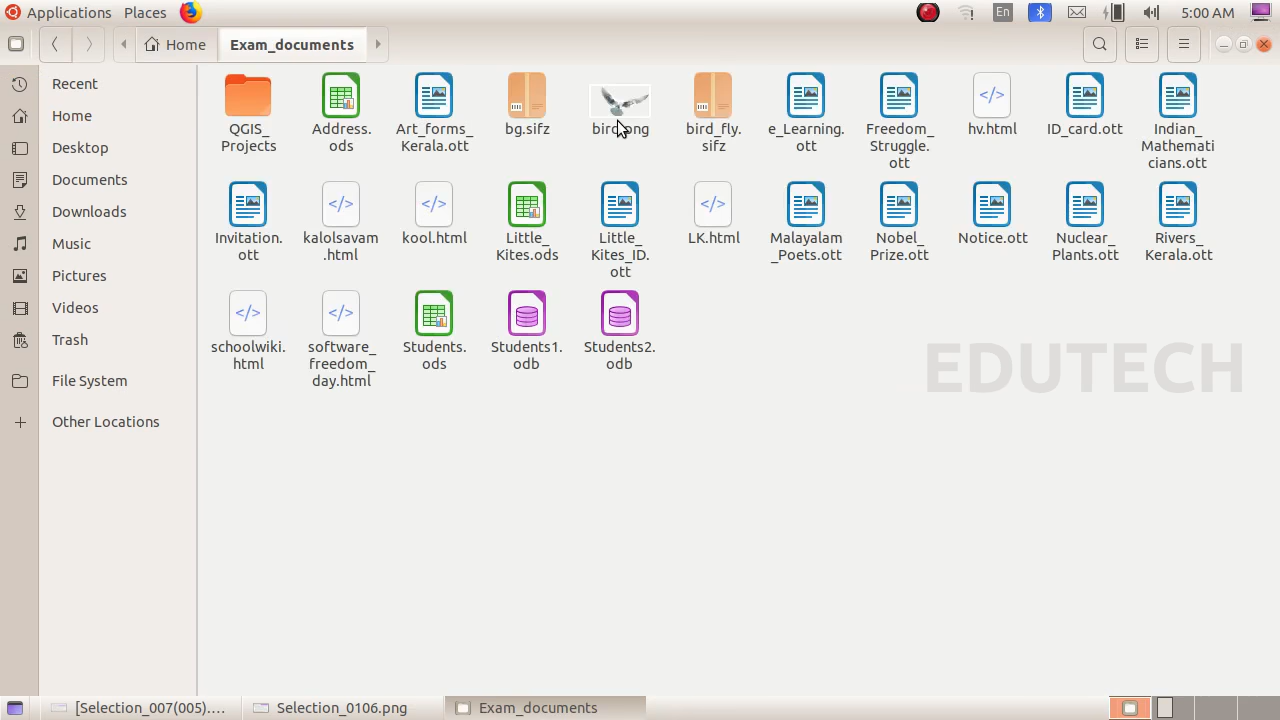 Applications Places En 5:00 AM
Home Exam_documents
Recent
Home
Desktop
Documents
Downloads
Music
Pictures
Videos
Trash
File System
Other Locations
QGIS_
Projects
Address.
ods
Art_forms_
Kerala.ott
bg.sifz
bird.png
bird_fly.
sifz
e_Learning.
ott
Freedom_
Struggle.
ott
hv.html
ID_card.ott
Indian_
Mathemati
cians.ott
Invitation.
ott
kalolsavam
.html
kool.html
Little_
Kites.ods
Little_
Kites_ID.
ott
LK.html
Malayalam
_Poets.ott
Nobel_
Prize.ott
Notice.ott
Nuclear_
Plants.ott
Rivers_
Kerala.ott
schoolwiki.
html
software_
freedom_
day.html
Students.
ods
Students1.
odb
Students2.
odb
EDUTECH
[Selection_007(005).... Selection_0106.png Exam_documents